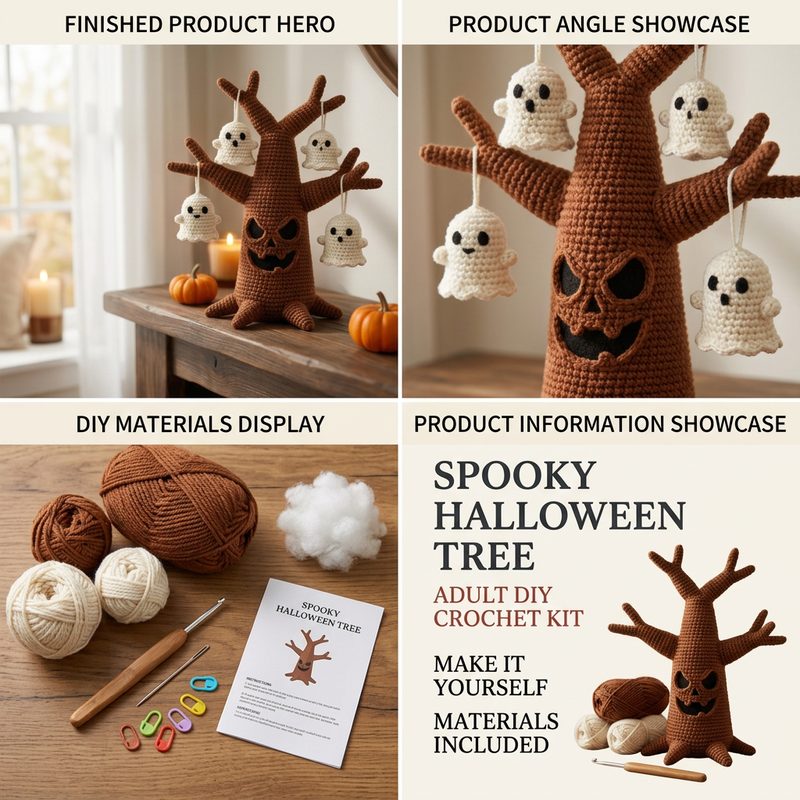 FINISHED PRODUCT HERO
PRODUCT ANGLE SHOWCASE
DIY MATERIALS DISPLAY
SPOOKY
HALLOWEEN TREE
INSTRUCTIONS
PRODUCT INFORMATION SHOWCASE
SPOOKY
HALLOWEEN
TREE
ADULT DIY
CROCHET KIT
MAKE IT
YOURSELF
MATERIALS
INCLUDED